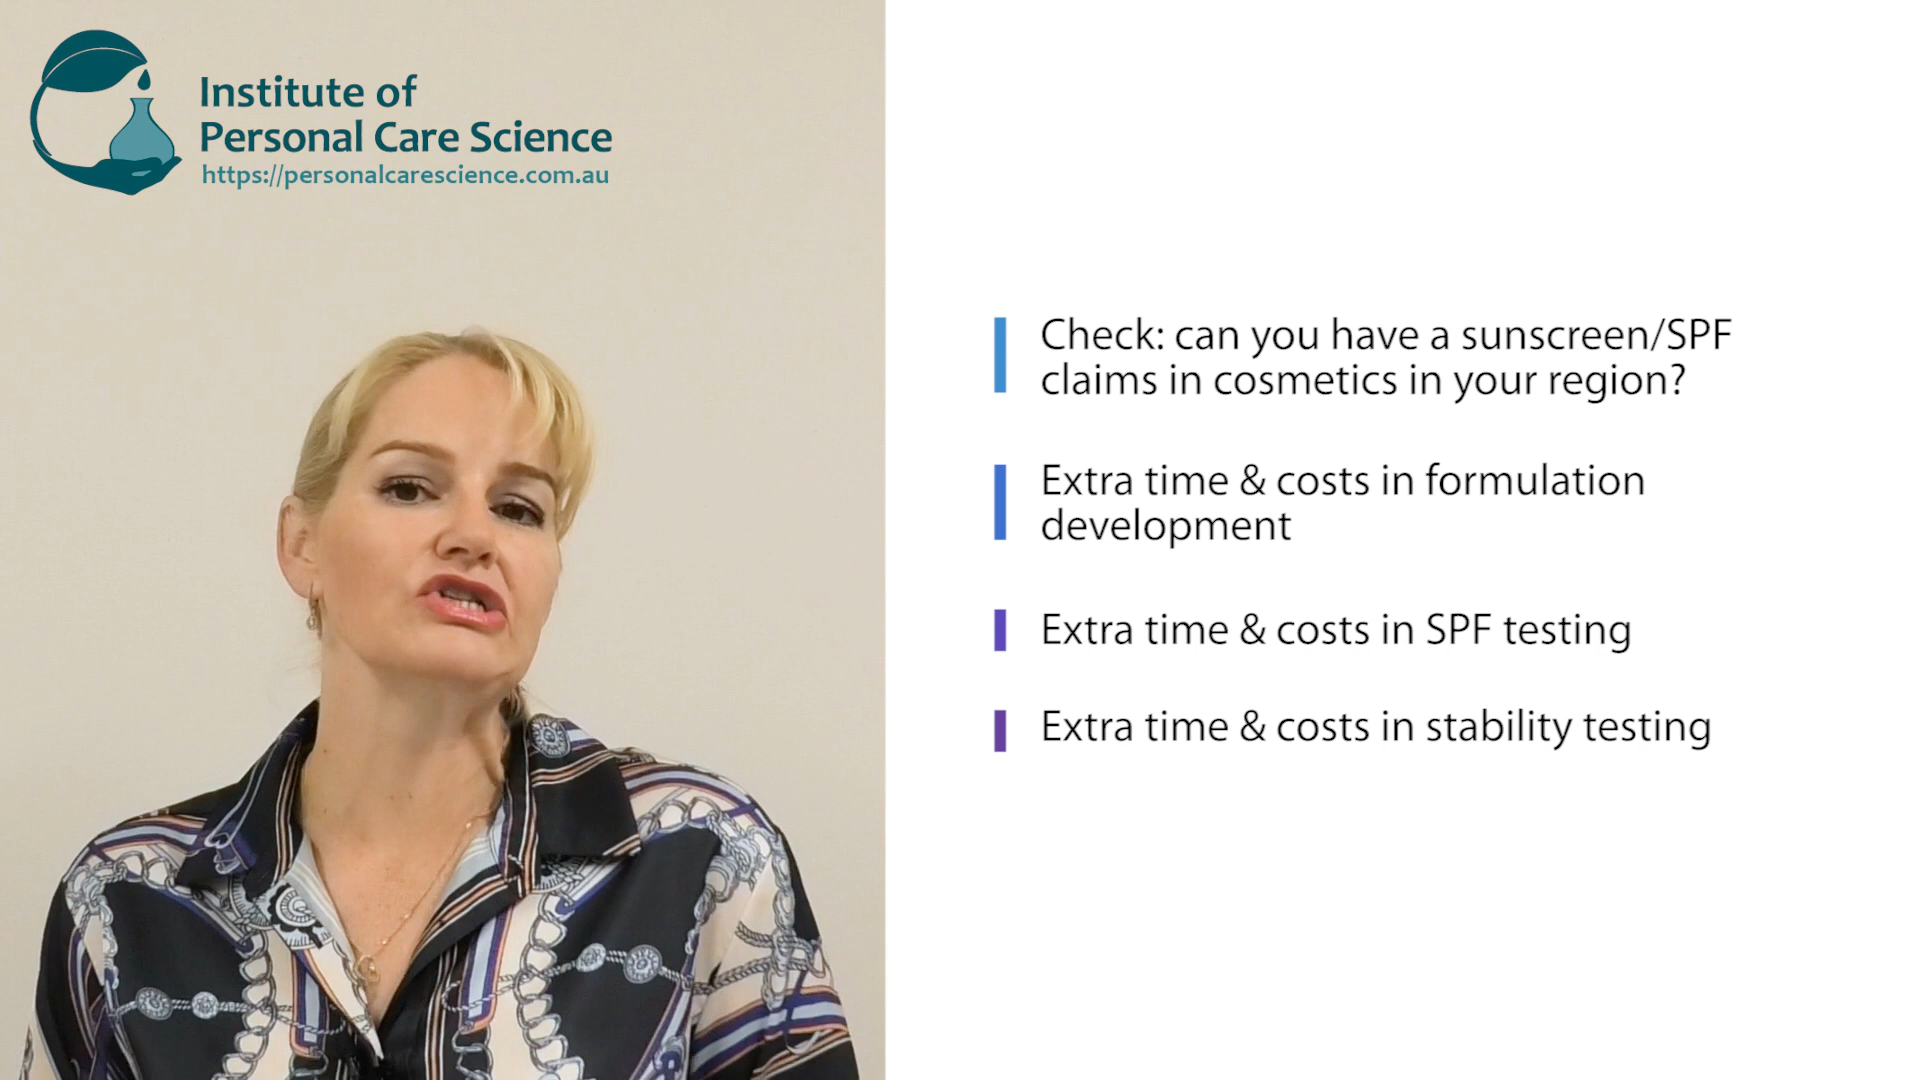 Institute of
Personal Care Science
https://personalcarescience.com.au
Check: can you have a sunscreen/SPF
claims in cosmetics in your region?
Extra time & costs in formulation
development
Extra time & costs in SPF testing
Extra time & costs in stability testing